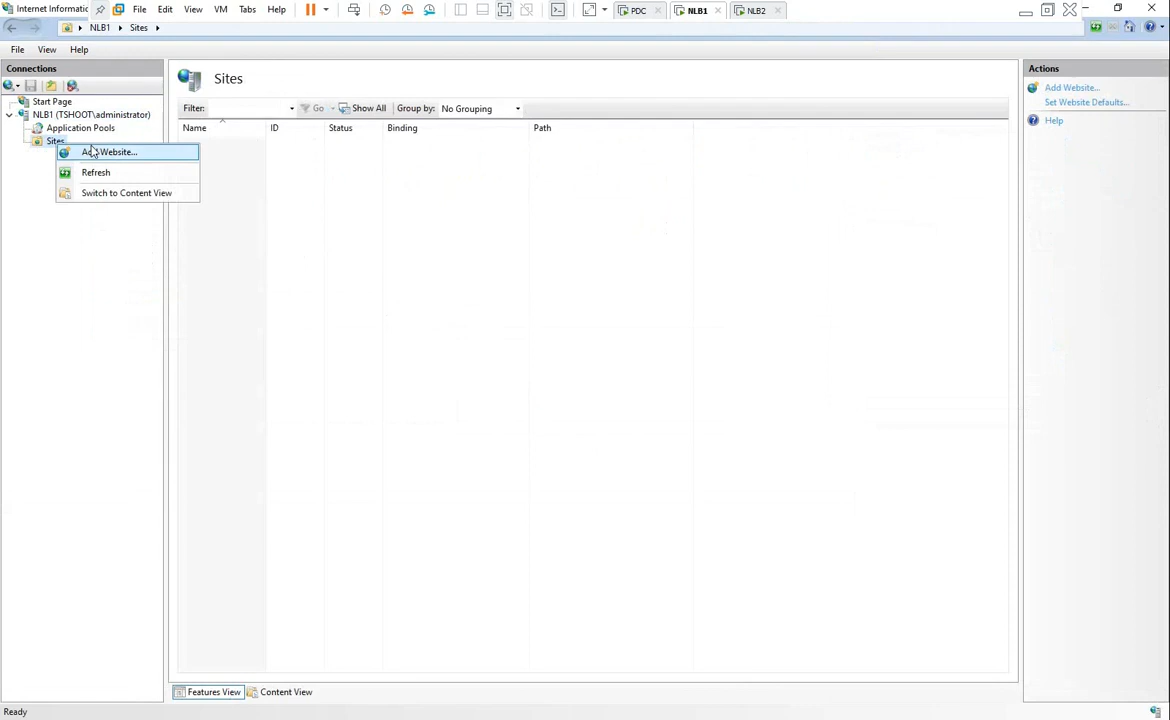 Internet Informatic File Edit View VM Tabs Help PDC NLB1 NLB2
NLB1 Sites
File View Help
Connections
Start Page
NLB1 (TSHOOT\administrator)
Application Pools
Sites
Add Website...
Refresh
Switch to Content View
Sites
Filter: Go Show All Group by: No Grouping
Name ID Status Binding Path
Features View Content View
Actions
Add Website...
Set Website Defaults...
Help
Ready